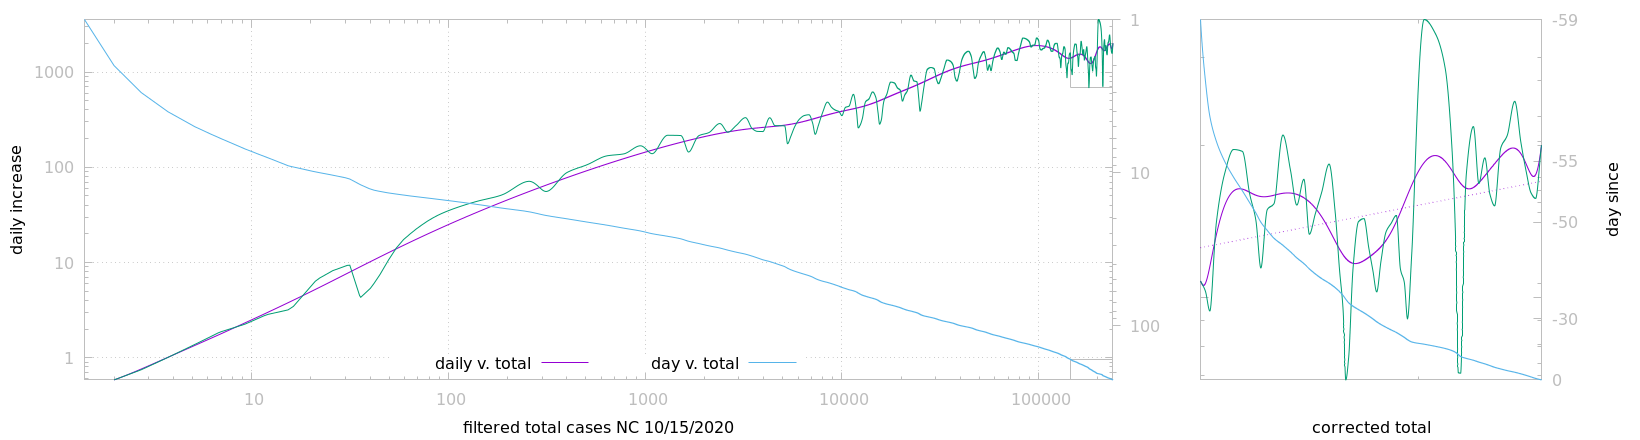 1000
100
10
1
daily increase
daily v. total
day v. total
10
100
1000
10000
100000
filtered total cases NC 10/15/2020
1
10
100
-59
-55
-50
-30
0
day since
corrected total